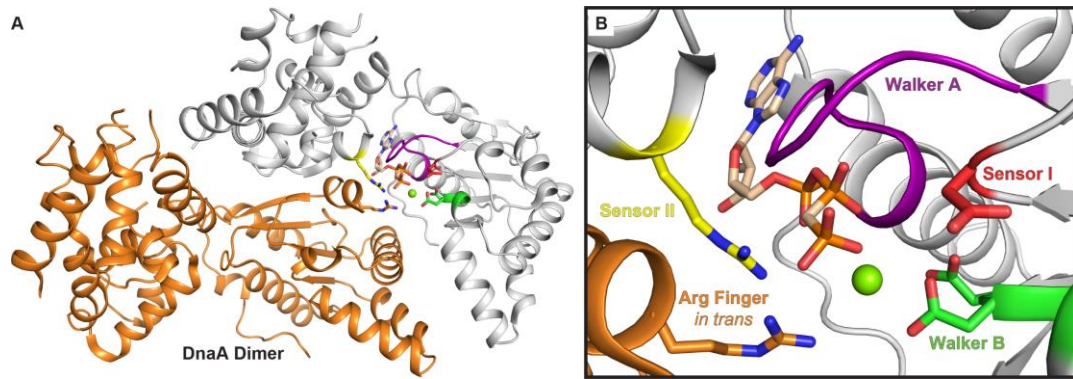 A
DnaA Dimer
B
Walker A
Sensor I
Sensor II
Arg Finger
in trans
Walker B